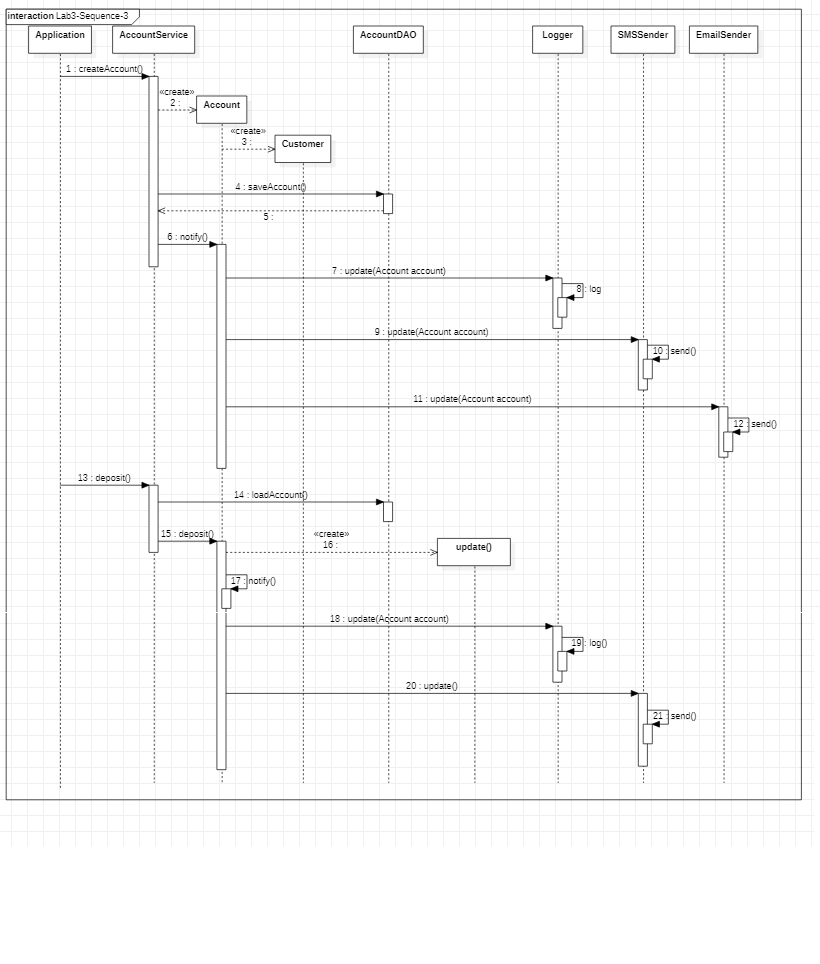 interaction Lab3-Sequence-3
Application
AccountService
AccountDAO
Logger
SMSSender
EmailSender
1 : createAccount()
«create»
2 :
Account
«create»
3 :
Customer
4 : saveAccount()
5 :
6 : notify()
7 : update(Account account)
8 : log
9 : update(Account account)
10 : send()
11 : update(Account account)
12 : send()
13 : deposit()
14 : loadAccount()
15 : deposit()
«create»
16 :
update()
17 : notify()
18 : update(Account account)
19 : log()
20 : update()
21 : send()